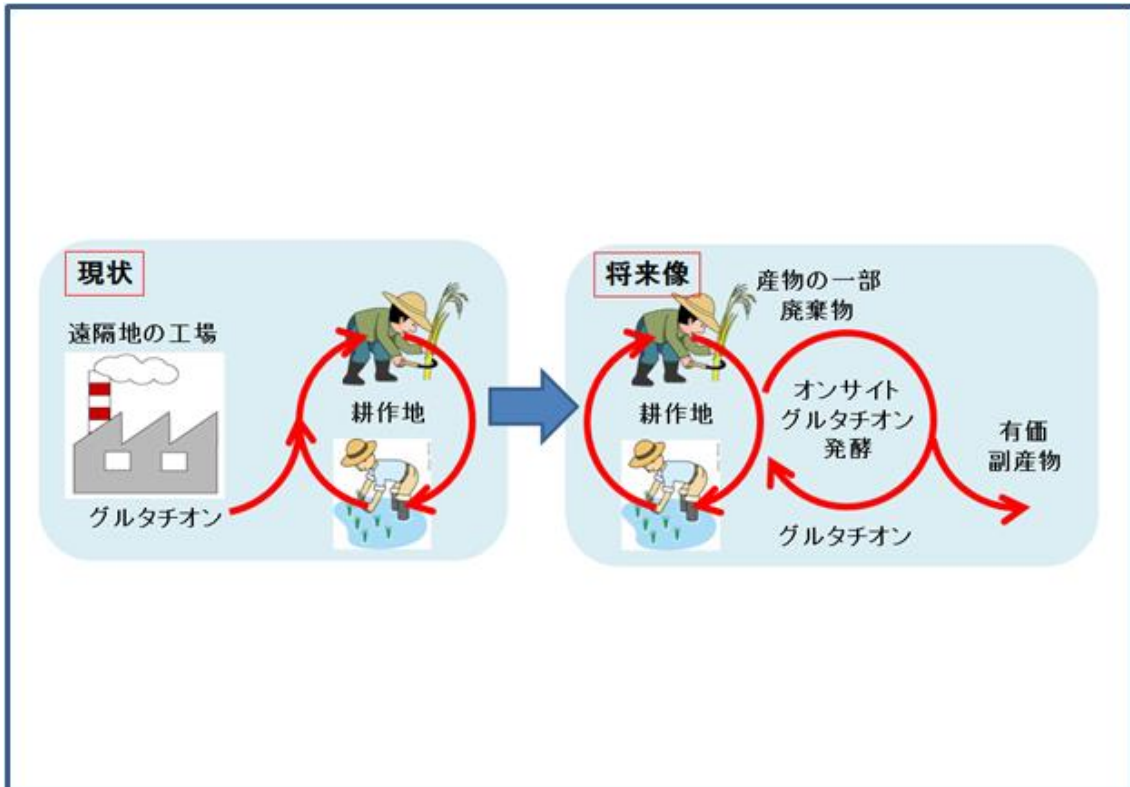 現状
遠隔地の工場
耕作地
グルタチオン
将来像
産物の一部
廃棄物
耕作地
オンサイト
グルタチオン
発酵
有価
副産物
グルタチオン